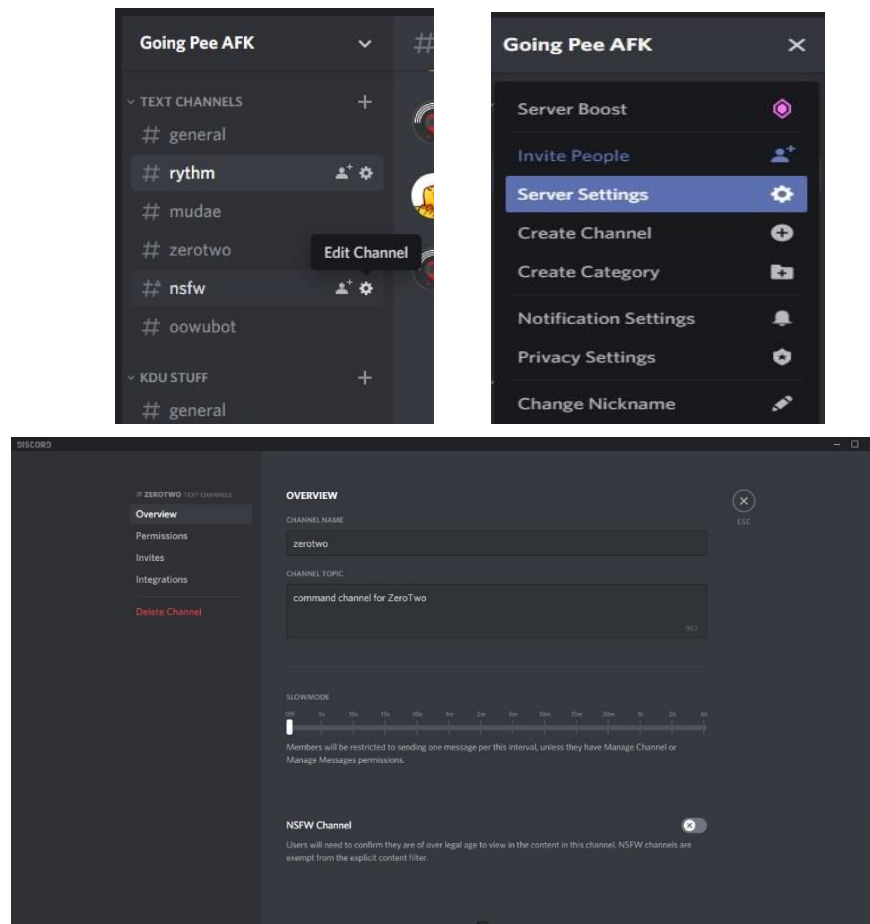 Going Pee AFK
#
TEXT CHANNELS
# general
# rythm
# mudae
# zerotwo
Edit Channel
# nsfw
# oowubot
KDU STUFF
# general
Going Pee AFK
Server Boost
Invite People
Server Settings
Create Channel
Create Category
Notification Settings
Privacy Settings
Change Nickname
DISCORD
# ZEROTWO TEXT CHANNELS
Overview
Permissions
Invites
Integrations
Delete Channel
OVERVIEW
ESC
CHANNEL NAME
zerotwo
CHANNEL TOPIC
command channel for ZeroTwo
997
SLOWMODE
Off 5s 10s 15s 30s 1m 2m 5m 10m 15m 30m 1h 2h 6h
Members will be restricted to sending one message per this interval, unless they have Manage Channel or
Manage Messages permissions.
NSFW Channel
Users will need to confirm they are of over legal age to view in the content in this channel. NSFW channels are
exempt from the explicit content filter.